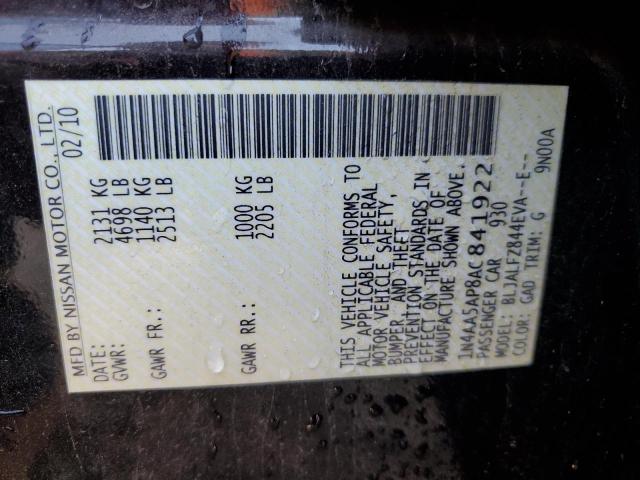 MFD BY NISSAN MOTOR CO., LTD.
DATE: 02/10
GVWR: 2131 KG
4698 LB
GAWR FR.: 1140 KG
2513 LB
GAWR RR.: 1000 KG
2205 LB
THIS VEHICLE CONFORMS TO
ALL APPLICABLE FEDERAL
MOTOR VEHICLE SAFETY,
BUMPER, AND THEFT
PREVENTION STANDARDS IN
EFFECT ON THE DATE OF
MANUFACTURE SHOWN ABOVE.
1N4AA5AP8AC841922
PASSENGER CAR 930
MODEL: BLJALFZ844EVA--E--
COLOR: GAD TRIM: G 9N00A